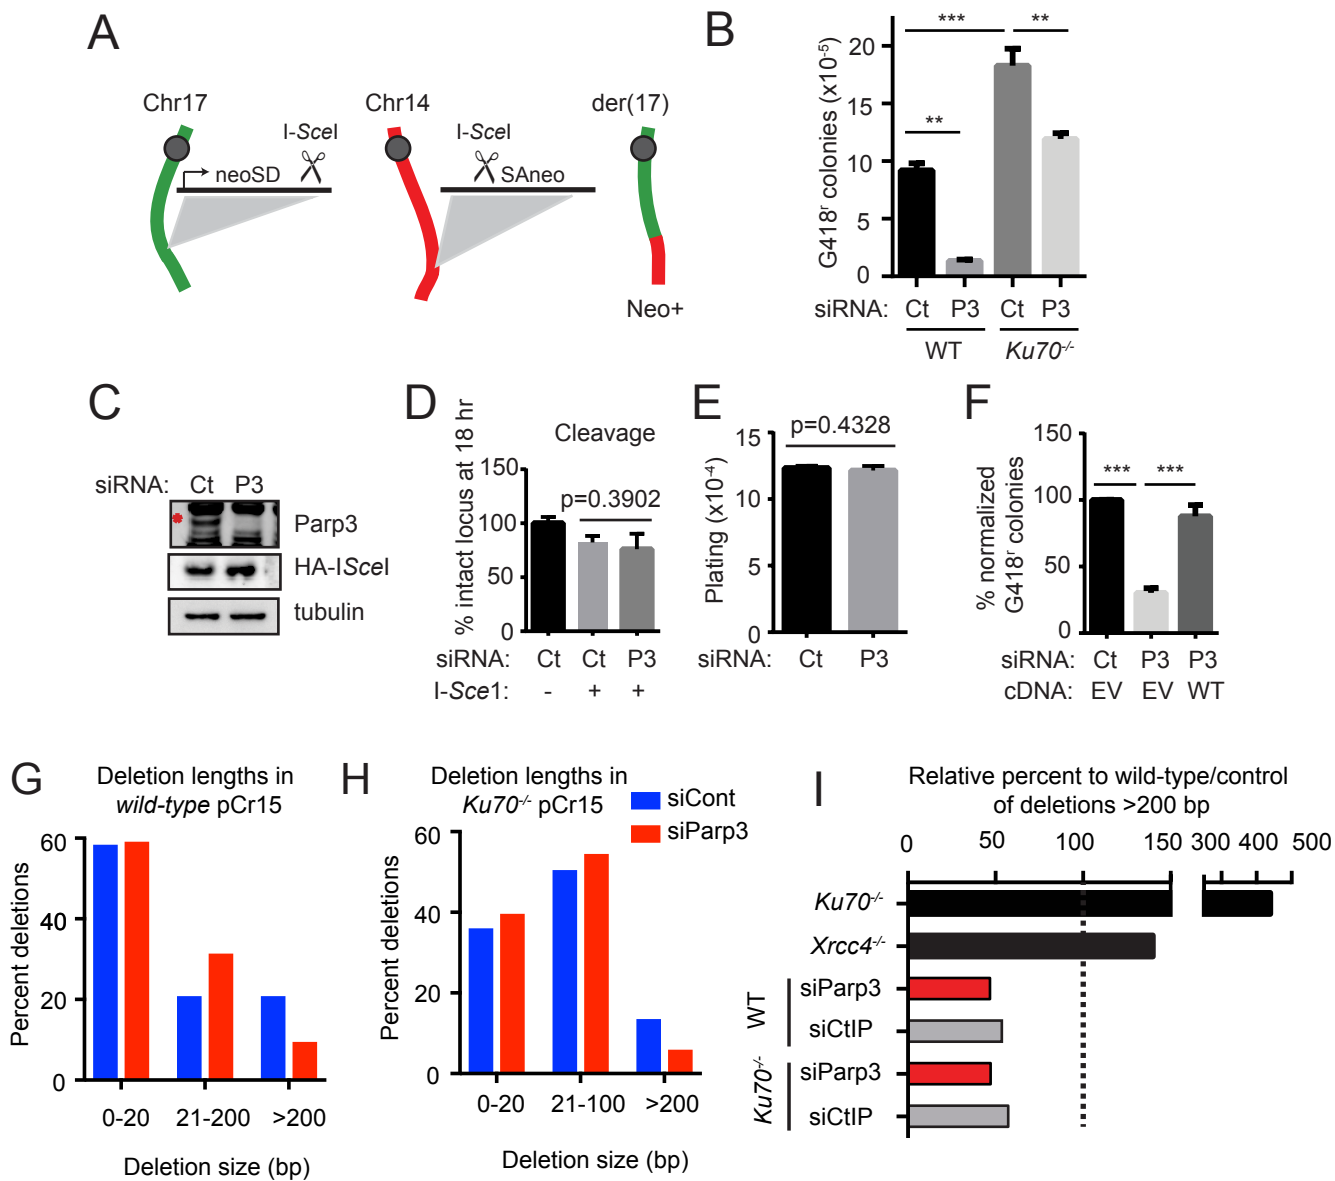 A
Chr17
I-SceI
neoSD
Chr14
I-SceI
SAneo
der(17)
Neo+
B
G418ʳ colonies (x10⁻⁵)
20
15
10
5
0
***
**
**
siRNA: Ct P3 Ct P3
WT Ku70⁻/⁻
C
siRNA: Ct P3
Parp3
HA-ISceI
tubulin
D
% intact locus at 18 hr
Cleavage
150
100
50
0
p=0.3902
siRNA: Ct Ct P3
I-Sce1: - + +
E
Plating (x10⁻⁴)
15
10
5
0
p=0.4328
siRNA: Ct P3
F
% normalized
G418ʳ colonies
150
100
50
0
*** ***
siRNA: Ct P3 P3
cDNA: EV EV WT
G
Deletion lengths in
wild-type pCr15
Percent deletions
60
40
20
0
0-20 21-200 >200
Deletion size (bp)
H
Deletion lengths in
Ku70⁻/⁻ pCr15
siCont
siParp3
Percent deletions
60
40
20
0
0-20 21-100 >200
Deletion size (bp)
I
Relative percent to wild-type/control
of deletions >200 bp
0 50 100 150 300 400 500
Ku70⁻/⁻
Xrcc4⁻/⁻
WT
siParp3
siCtIP
Ku70⁻/⁻
siParp3
siCtIP